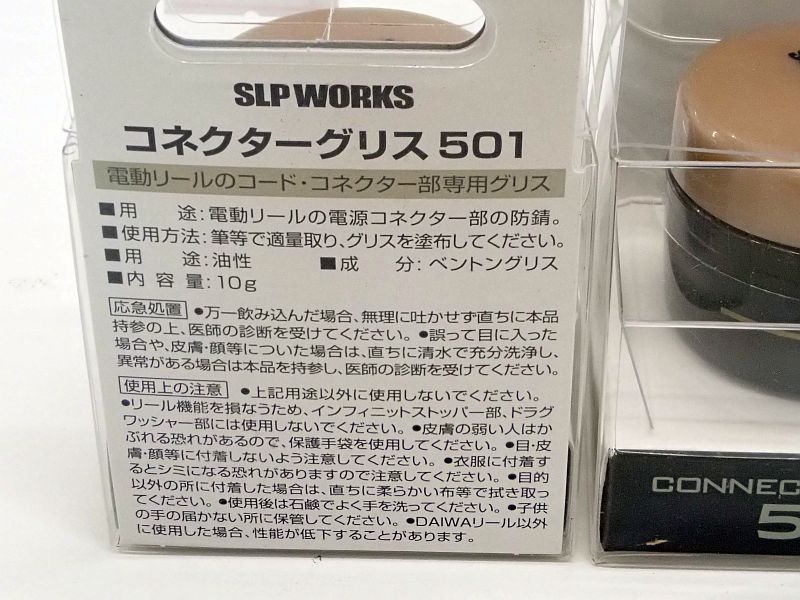 SLP WORKS
コネクターグリス 501
電動リールのコード・コネクター部専用グリス
■用　途:電動リールの電源コネクター部の防錆。
■使用方法:筆等で適量取り、グリスを塗布してください。
■用　途:油性　■成　分:ベントングリス
■内 容 量:10g
応急処置 ●万一飲み込んだ場合、無理に吐かせず直ちに本品
持参の上、医師の診断を受けてください。●誤って目に入った
場合や、皮膚・顔等についた場合は、直ちに清水で充分洗浄し、
異常がある場合は本品を持参し、医師の診断を受けてください。
使用上の注意 ●上記用途以外に使用しないでください。
●リール機能を損なうため、インフィニットストッパー部、ドラグ
ワッシャー部には使用しないでください。●皮膚の弱い人はか
ぶれる恐れがあるので、保護手袋を使用してください。●目・皮
膚・顔等に付着しないよう注意してください。●衣服に付着す
るとシミになる恐れがありますので注意してください。●目的
以外の所に付着した場合は、直ちに柔らかい布等で拭き取っ
てください。●使用後は石鹸でよく手を洗ってください。●子供
の手の届かない所に保管してください。●DAIWAリール以外
に使用した場合、性能が低下することがあります。
CONNEC
5